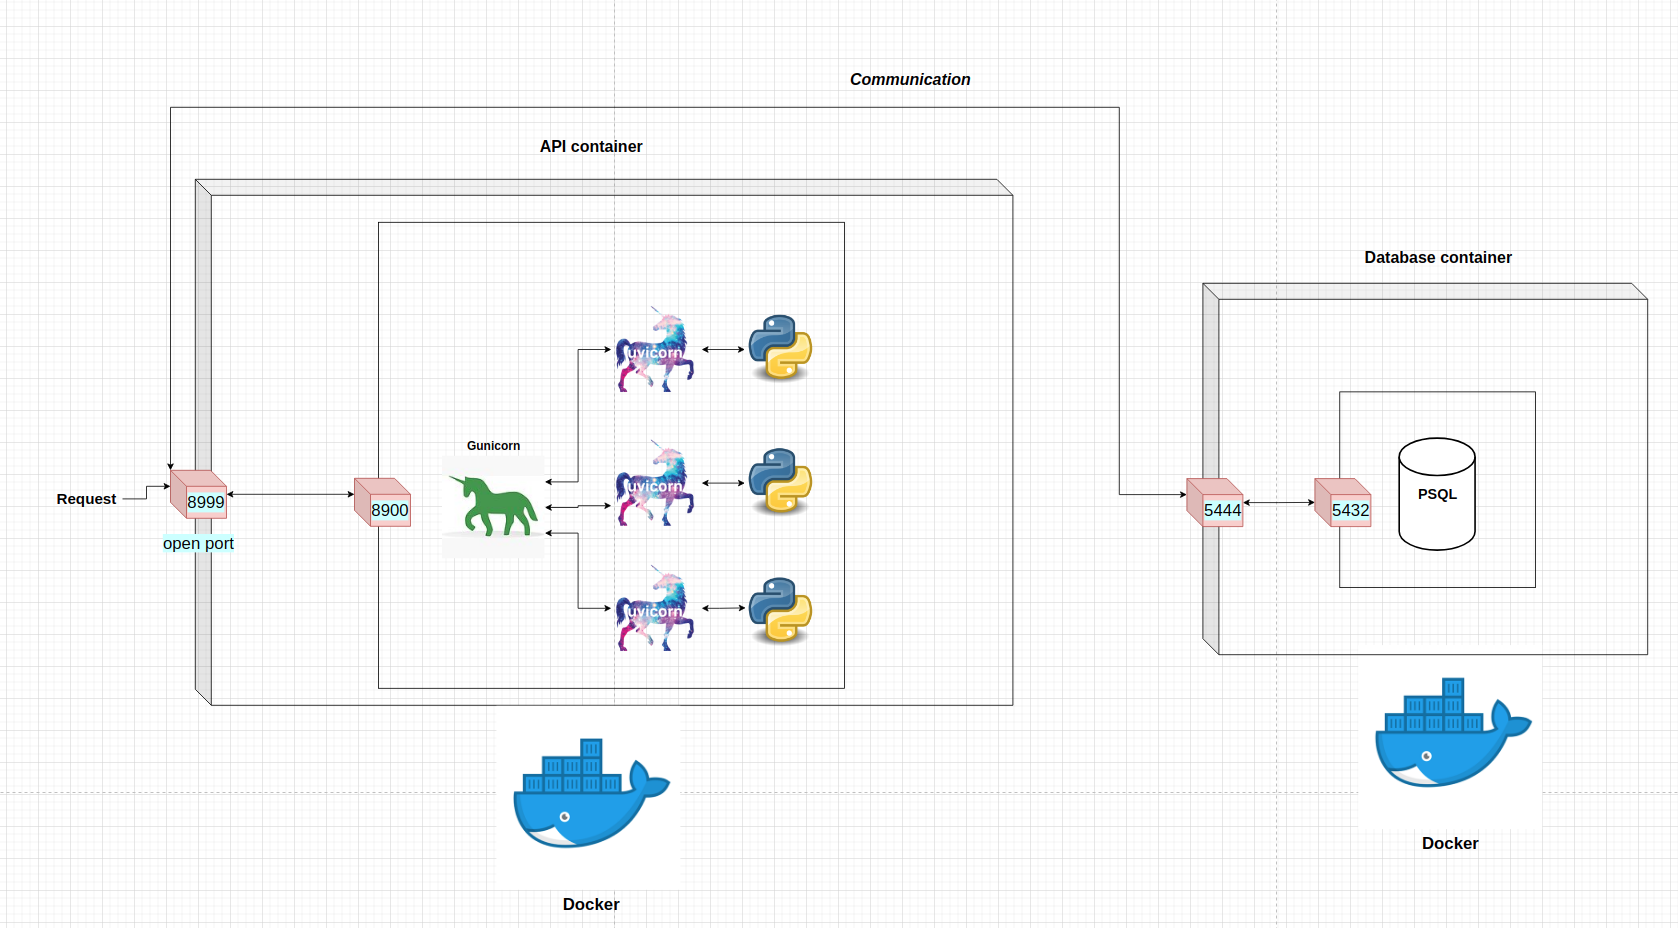 Communication
API container
Database container
uvicorn
Gunicorn
uvicorn
Request
8999
8900
PSQL
5444
5432
open port
uvicorn
Docker
Docker